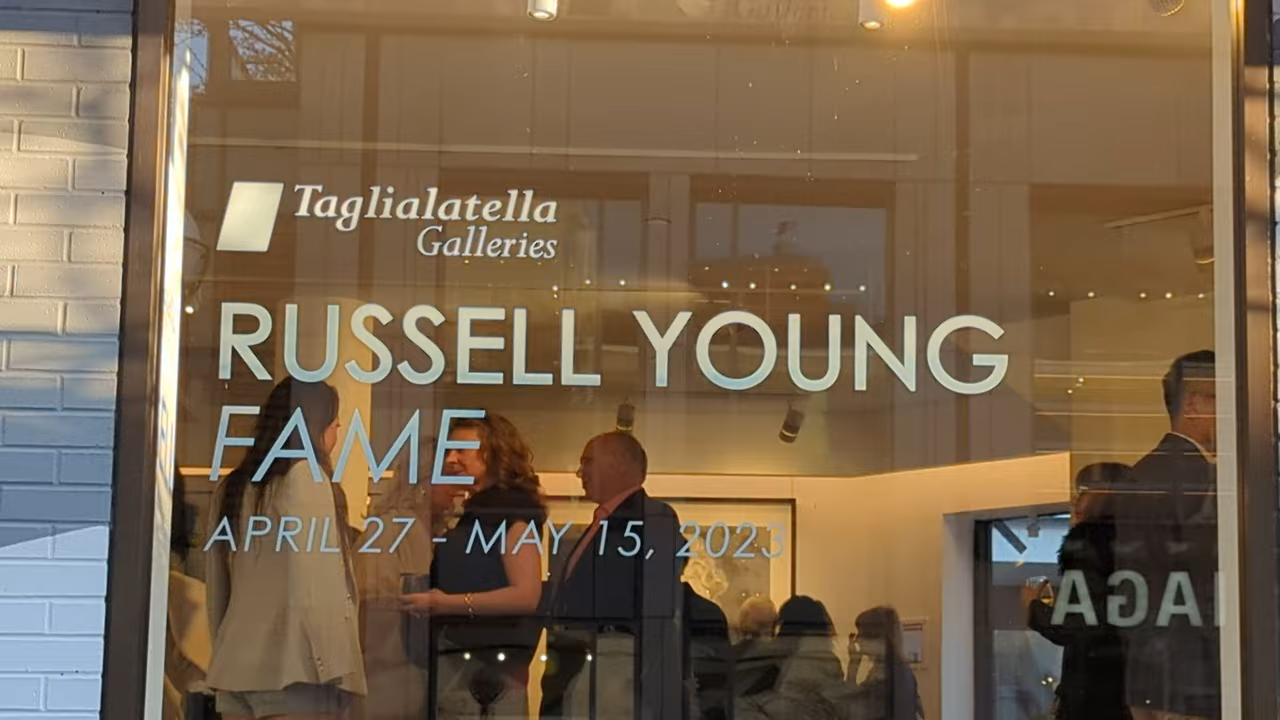 Taglialatella
Galleries
RUSSELL YOUNG
FAME
APRIL 27 - MAY 15, 2023